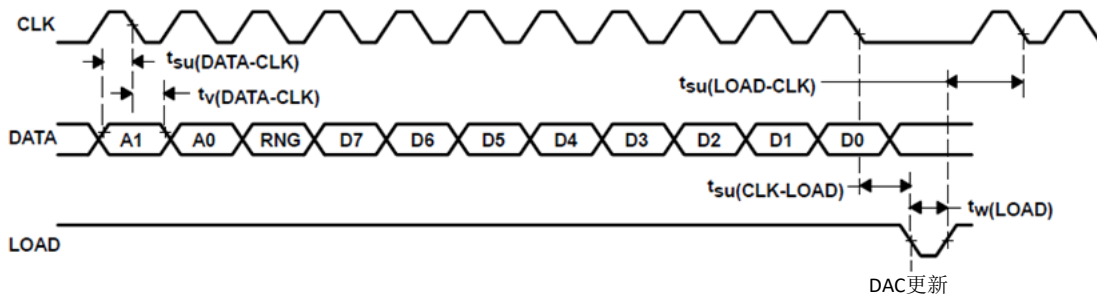 CLK
tsu(DATA-CLK)
tsu(LOAD-CLK)
tv(DATA-CLK)
DATA A1 A0 RNG D7 D6 D5 D4 D3 D2 D1 D0
tsu(CLK-LOAD)
tw(LOAD)
LOAD
DAC更新